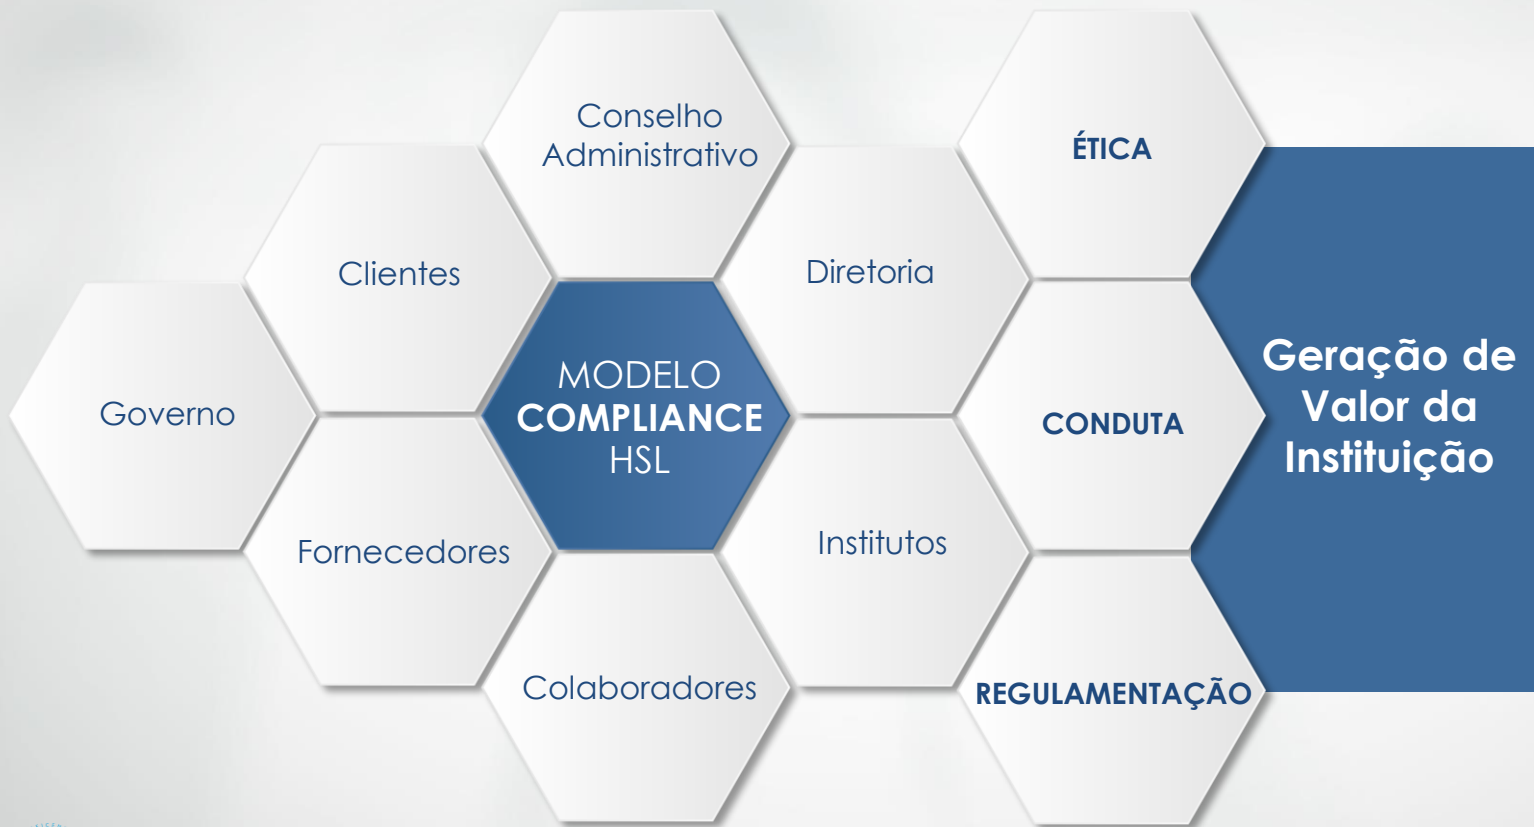 Conselho
Administrativo
ÉTICA
Clientes
Diretoria
Governo
MODELO
COMPLIANCE
HSL
CONDUTA
Geração de
Valor da
Instituição
Fornecedores
Institutos
Colaboradores
REGULAMENTAÇÃO